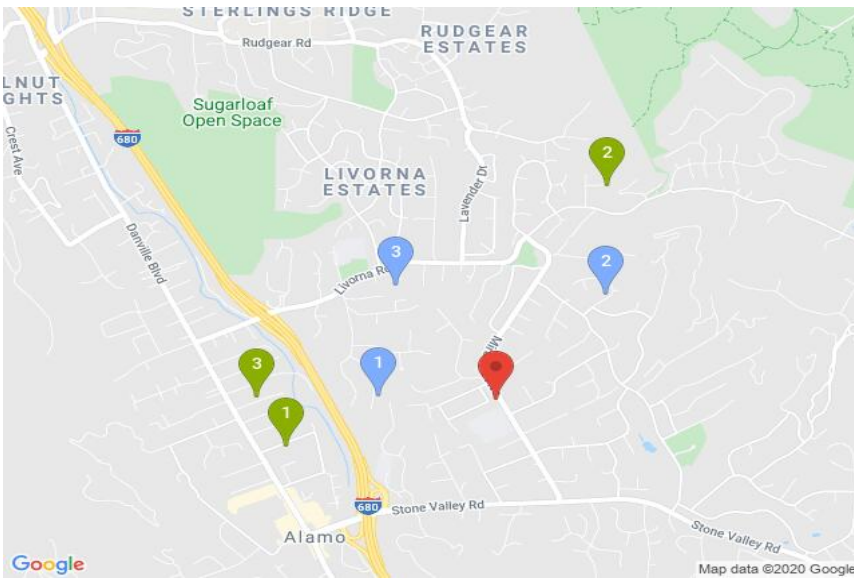 STERLINGS RIDGE
Rudgear Rd
RUDGEAR
ESTATES
LNUT
GHTS
Sugarloaf
Open Space
680
Crest Ave
LIVORNA
ESTATES
Lavender Dr
2
Danville Blvd
3
2
Livorna R
3
1
Mir
1
680
Stone Valley Rd
Stone Valley Rd
Alamo
Google
Map data ©2020 Google